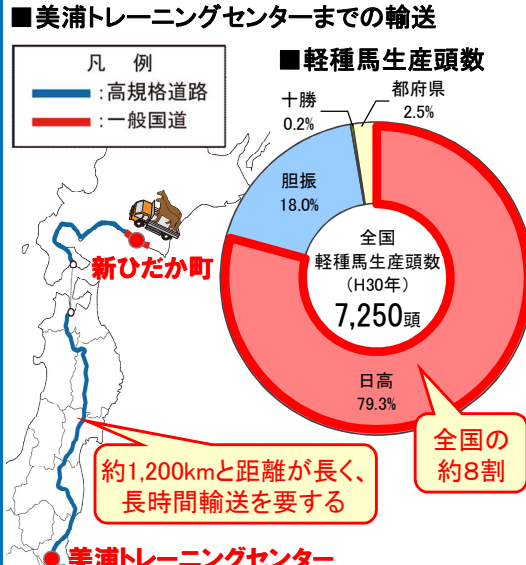 ■美浦トレーニングセンターまでの輸送
凡 例
：高規格道路
：一般国道
■軽種馬生産頭数
十勝
0.2%
都府県
2.5%
胆振
18.0%
全国
軽種馬生産頭数
（H30年）
7,250頭
日高
79.3%
全国の
約8割
新ひだか町
約1,200kmと距離が長く、
長時間輸送を要する
美浦トレーニングセンター